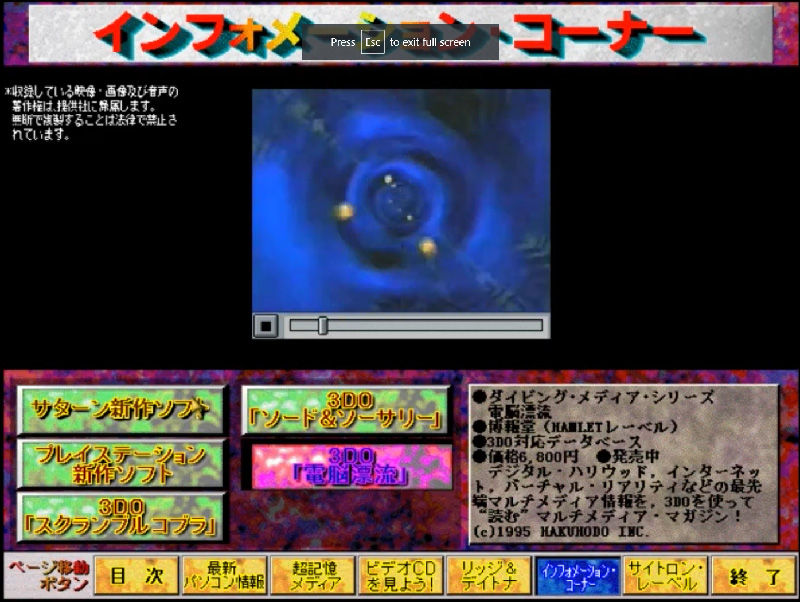 インフォメーション・コーナー
Press Esc to exit full screen
*収録している映像・画像及び音声の
著作権は、提供社に帰属します。
無断で複製することは法律で禁止さ
れています。
サターン新作ソフト
プレイステーション
新作ソフト
3DO
「スクランブルコブラ」
3DO
「ソード&ソーサリー」
3DO
「電脳漂流」
●ダイビング・メディア・シリーズ
電脳漂流
●博報堂（HAMLETレーベル）
●3DO対応データベース
●価格6,800円 ●発売中
デジタル・ハリウッド，インターネッ
ト，バーチャル・リアリティなどの最先
端マルチメディア情報を，3DOを使って
“読む”マルチメディア・マガジン！
(c)1995 HAKUHODO INC.
ページ移動
ボタン
目 次
最新
パソコン情報
超記憶
メディア
ビデオCD
を見よう!
リッジ&
デイトナ
インフォメーション・
コーナー
サイトロン・
レーベル
終 了